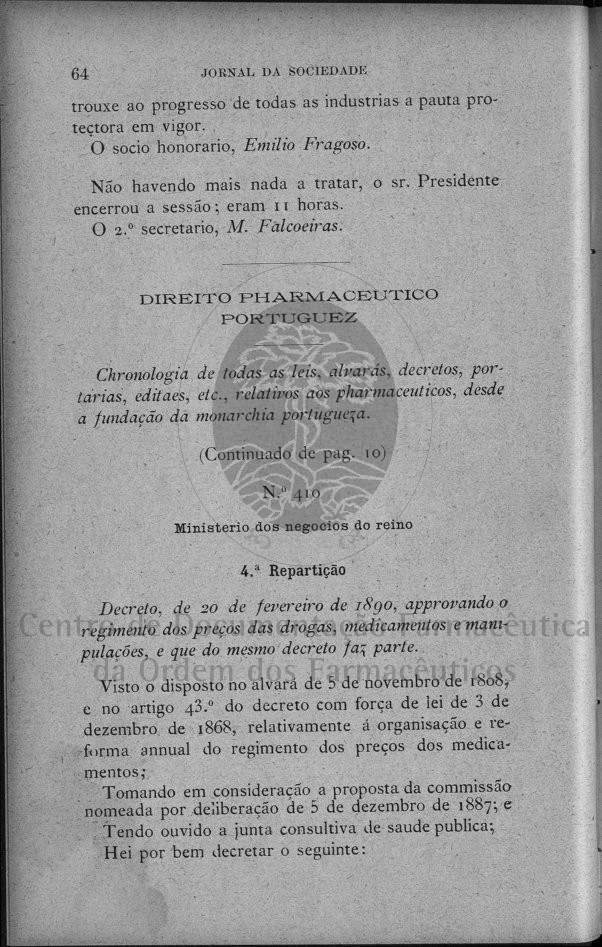 64 JORNAL DA SOCIEDADE
trouxe ao progresso de todas as industrias a pauta pro-
tectora em vigor.
O socio honorario, Emilio Fragoso.
Não havendo mais nada a tratar, o sr. Presidente
encerrou a sessão; eram 11 horas.
O 2.º secretario, M. Falcoeiras.
DIREITO PHARMACEUTICO
PORTUGUEZ
Chronologia de todas as leis, alvarás, decretos, por-
tarias, editaes, etc., relativos aos pharmaceuticos, desde
a fundação da monarchia portugueza.
(Continuado de pag. 10)
N.º 410
Ministerio dos negocios do reino
4.ª Repartição
Decreto, de 20 de fevereiro de 1890, approvando o
regimento dos preços das drogas, medicamentos e mani-
pulações, e que do mesmo decreto faz parte.
Centro de Documentação Farmacêutica
da Ordem dos Farmacêuticos
Visto o disposto no alvará de 5 de novembro de 1808,
e no artigo 43.º do decreto com força de lei de 3 de
dezembro de 1868, relativamente á organisação e re-
forma annual do regimento dos preços dos medica-
mentos;
Tomando em consideração a proposta da commissão
nomeada por deliberação de 5 de dezembro de 1887; e
Tendo ouvido a junta consultiva de saude publica;
Hei por bem decretar o seguinte: